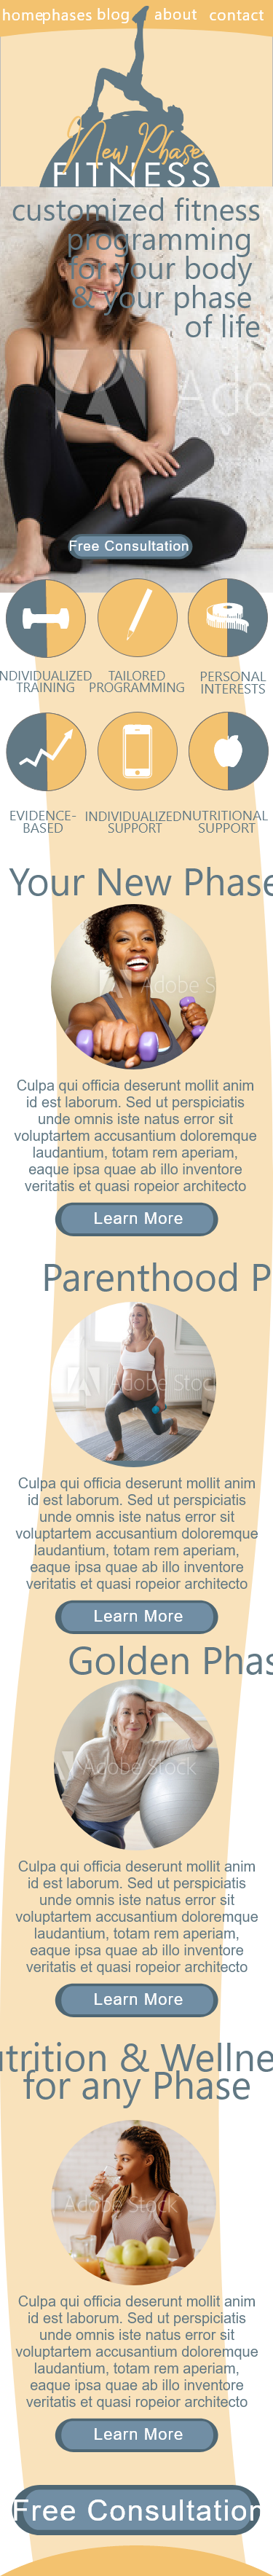 homephases blog about contact
New Phase
FITNESS
customized fitness
programming
for your body
& your phase
of life
Ado
Free Consultation
NDIVIDUALIZED
TRAINING
TAILORED
PROGRAMMING
PERSONAL
INTERESTS
EVIDENCE-
BASED
INDIVIDUALIZED
SUPPORT
NUTRITIONAL
SUPPORT
Your New Phase
Adobe S
Culpa qui officia deserunt mollit anim
id est laborum. Sed ut perspiciatis
unde omnis iste natus error sit
voluptartem accusantium doloremque
laudantium, totam rem aperiam,
eaque ipsa quae ab illo inventore
veritatis et quasi ropeior architecto
Learn More
Parenthood P
Adobe Stoc
Culpa qui officia deserunt mollit anim
id est laborum. Sed ut perspiciatis
unde omnis iste natus error sit
voluptartem accusantium doloremque
laudantium, totam rem aperiam,
eaque ipsa quae ab illo inventore
veritatis et quasi ropeior architecto
Learn More
Golden Phas
Adobe Stock
Culpa qui officia deserunt mollit anim
id est laborum. Sed ut perspiciatis
unde omnis iste natus error sit
voluptartem accusantium doloremque
laudantium, totam rem aperiam,
eaque ipsa quae ab illo inventore
veritatis et quasi ropeior architecto
Learn More
trition & Wellne
for any Phase
Adobe Stock
Culpa qui officia deserunt mollit anim
id est laborum. Sed ut perspiciatis
unde omnis iste natus error sit
voluptartem accusantium doloremque
laudantium, totam rem aperiam,
eaque ipsa quae ab illo inventore
veritatis et quasi ropeior architecto
Learn More
Free Consultation